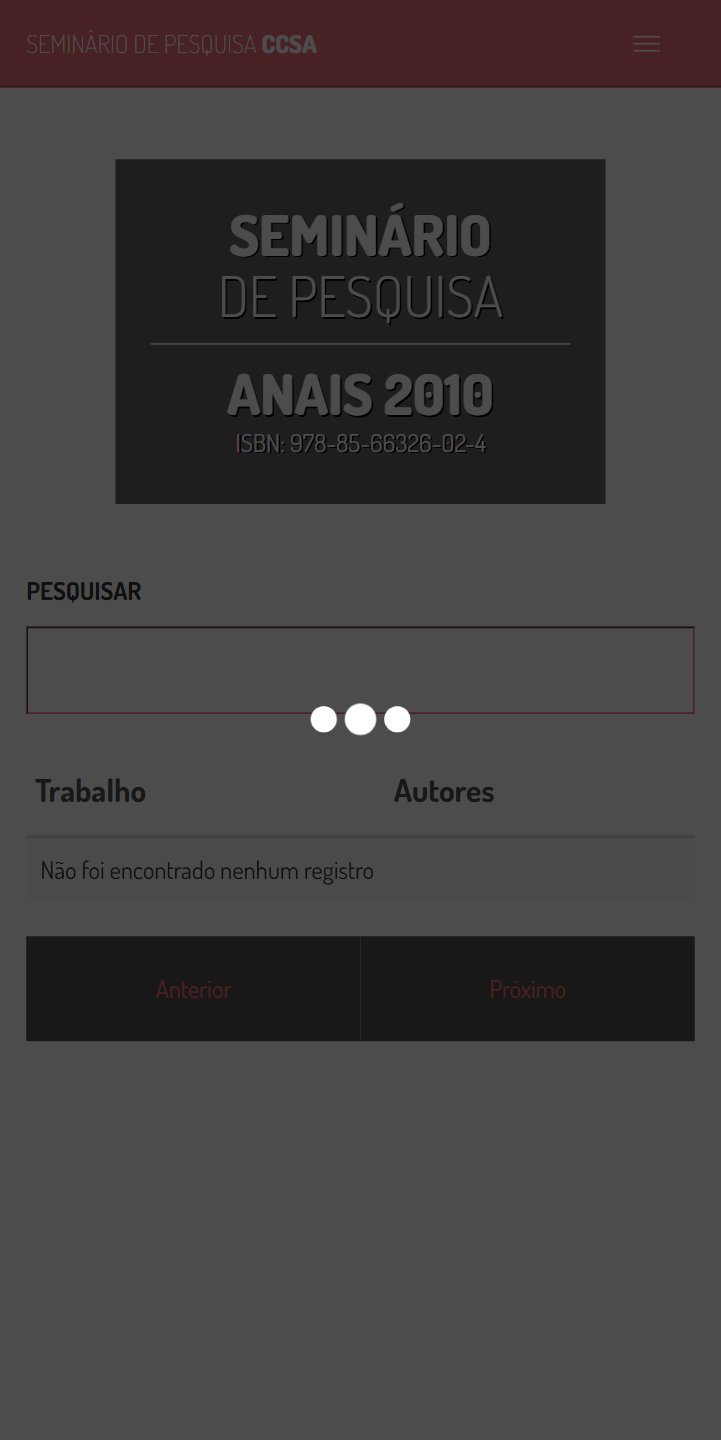 SEMINÁRIO DE PESQUISA CCSA
SEMINÁRIO
DE PESQUISA
ANAIS 2010
ISBN: 978-85-66326-02-4
PESQUISAR
Trabalho Autores
Não foi encontrado nenhum registro
Anterior Próximo